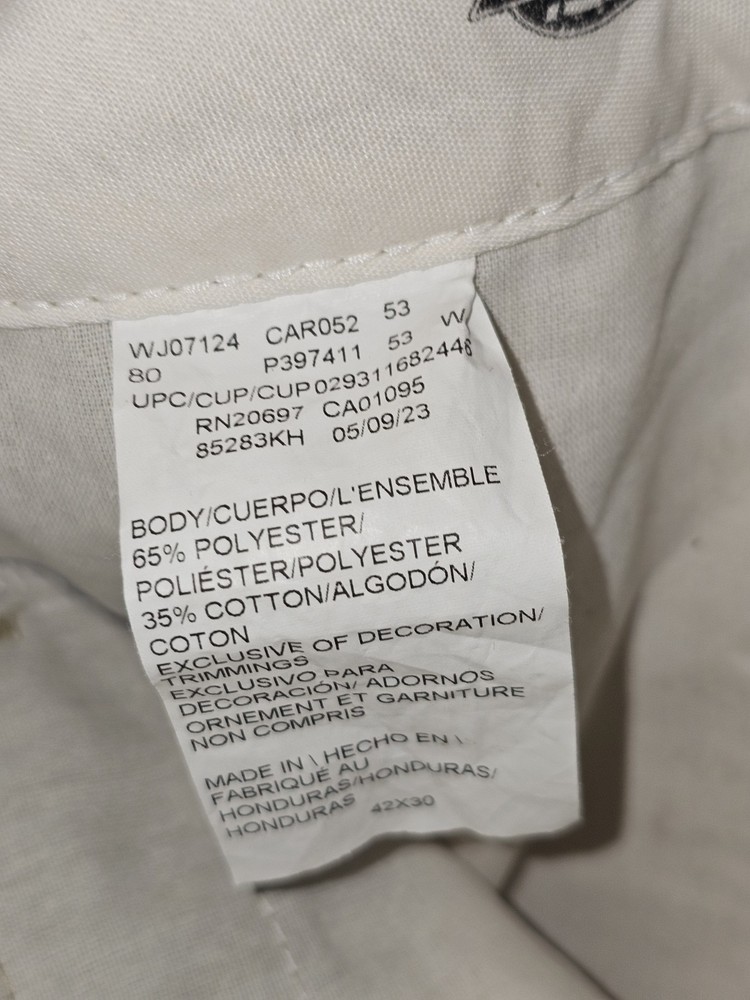 WJ07124 CAR052 53
80 P397411 53 W
UPC/CUP/CUP 029311682446
RN20697 CA01095
85283KH 05/09/23
BODY/CUERPO/L'ENSEMBLE
65% POLYESTER/
POLIÉSTER/POLYESTER
35% COTTON/ALGODÓN/
COTON
EXCLUSIVE OF DECORATION/
TRIMMINGS
EXCLUSIVO PARA
DECORACIÓN/ ADORNOS
ORNEMENT ET GARNITURE
NON COMPRIS
MADE IN \ HECHO EN \
FABRIQUÉ AU
HONDURAS/HONDURAS/
HONDURAS 42X30